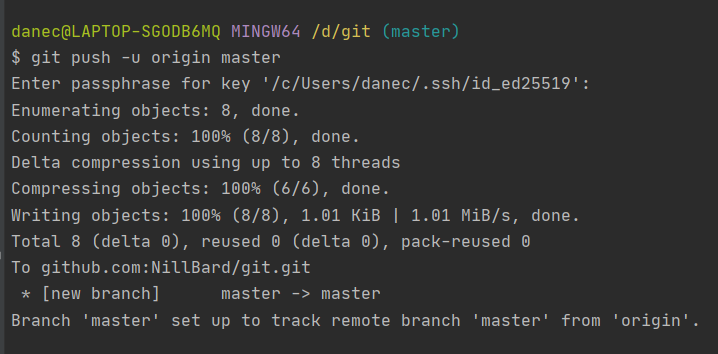 danec@LAPTOP-SGODB6MQ MINGW64 /d/git (master)
$ git push -u origin master
Enter passphrase for key '/c/Users/danec/.ssh/id_ed25519':
Enumerating objects: 8, done.
Counting objects: 100% (8/8), done.
Delta compression using up to 8 threads
Compressing objects: 100% (6/6), done.
Writing objects: 100% (8/8), 1.01 KiB | 1.01 MiB/s, done.
Total 8 (delta 0), reused 0 (delta 0), pack-reused 0
To github.com:NillBard/git.git
 * [new branch]      master -> master
Branch 'master' set up to track remote branch 'master' from 'origin'.